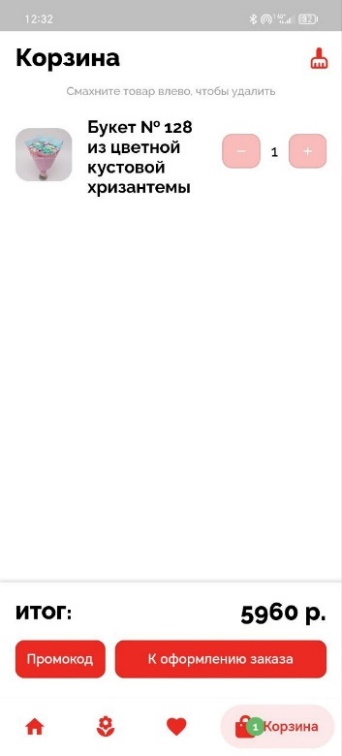 12:32
Корзина
Смахните товар влево, чтобы удалить
Букет № 128
из цветной
кустовой
хризантемы
− 1 +
итог: 5960 р.
Промокод К оформлению заказа
1 Корзина